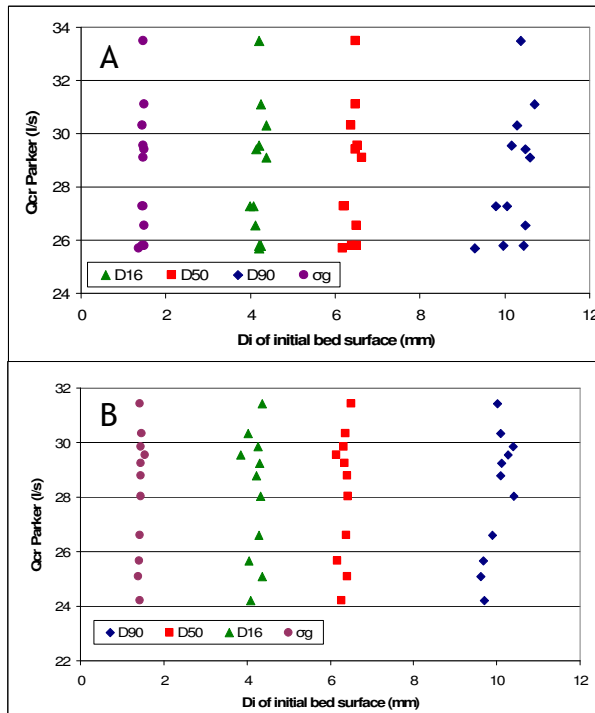 A
Qcr Parker (l/s)
34
32
30
28
26
24
D16 D50 D90 σg
0 2 4 6 8 10 12
Di of initial bed surface (mm)
B
Qcr Parker (l/s)
32
30
28
26
24
22
D90 D50 D16 σg
0 2 4 6 8 10 12
Di of initial bed surface (mm)